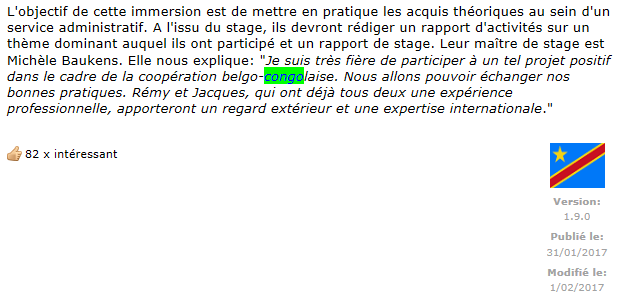 L'objectif de cette immersion est de mettre en pratique les acquis théoriques au sein d'un
service administratif. A l'issu du stage, ils devront rédiger un rapport d'activités sur un
thème dominant auquel ils ont participé et un rapport de stage. Leur maître de stage est
Michèle Baukens. Elle nous explique: "Je suis très fière de participer à un tel projet positif
dans le cadre de la coopération belgo-congolaise. Nous allons pouvoir échanger nos
bonnes pratiques. Rémy et Jacques, qui ont déjà tous deux une expérience
professionnelle, apporteront un regard extérieur et une expertise internationale."
82 x intéressant
Version:
1.9.0
Publié le:
31/01/2017
Modifié le:
1/02/2017